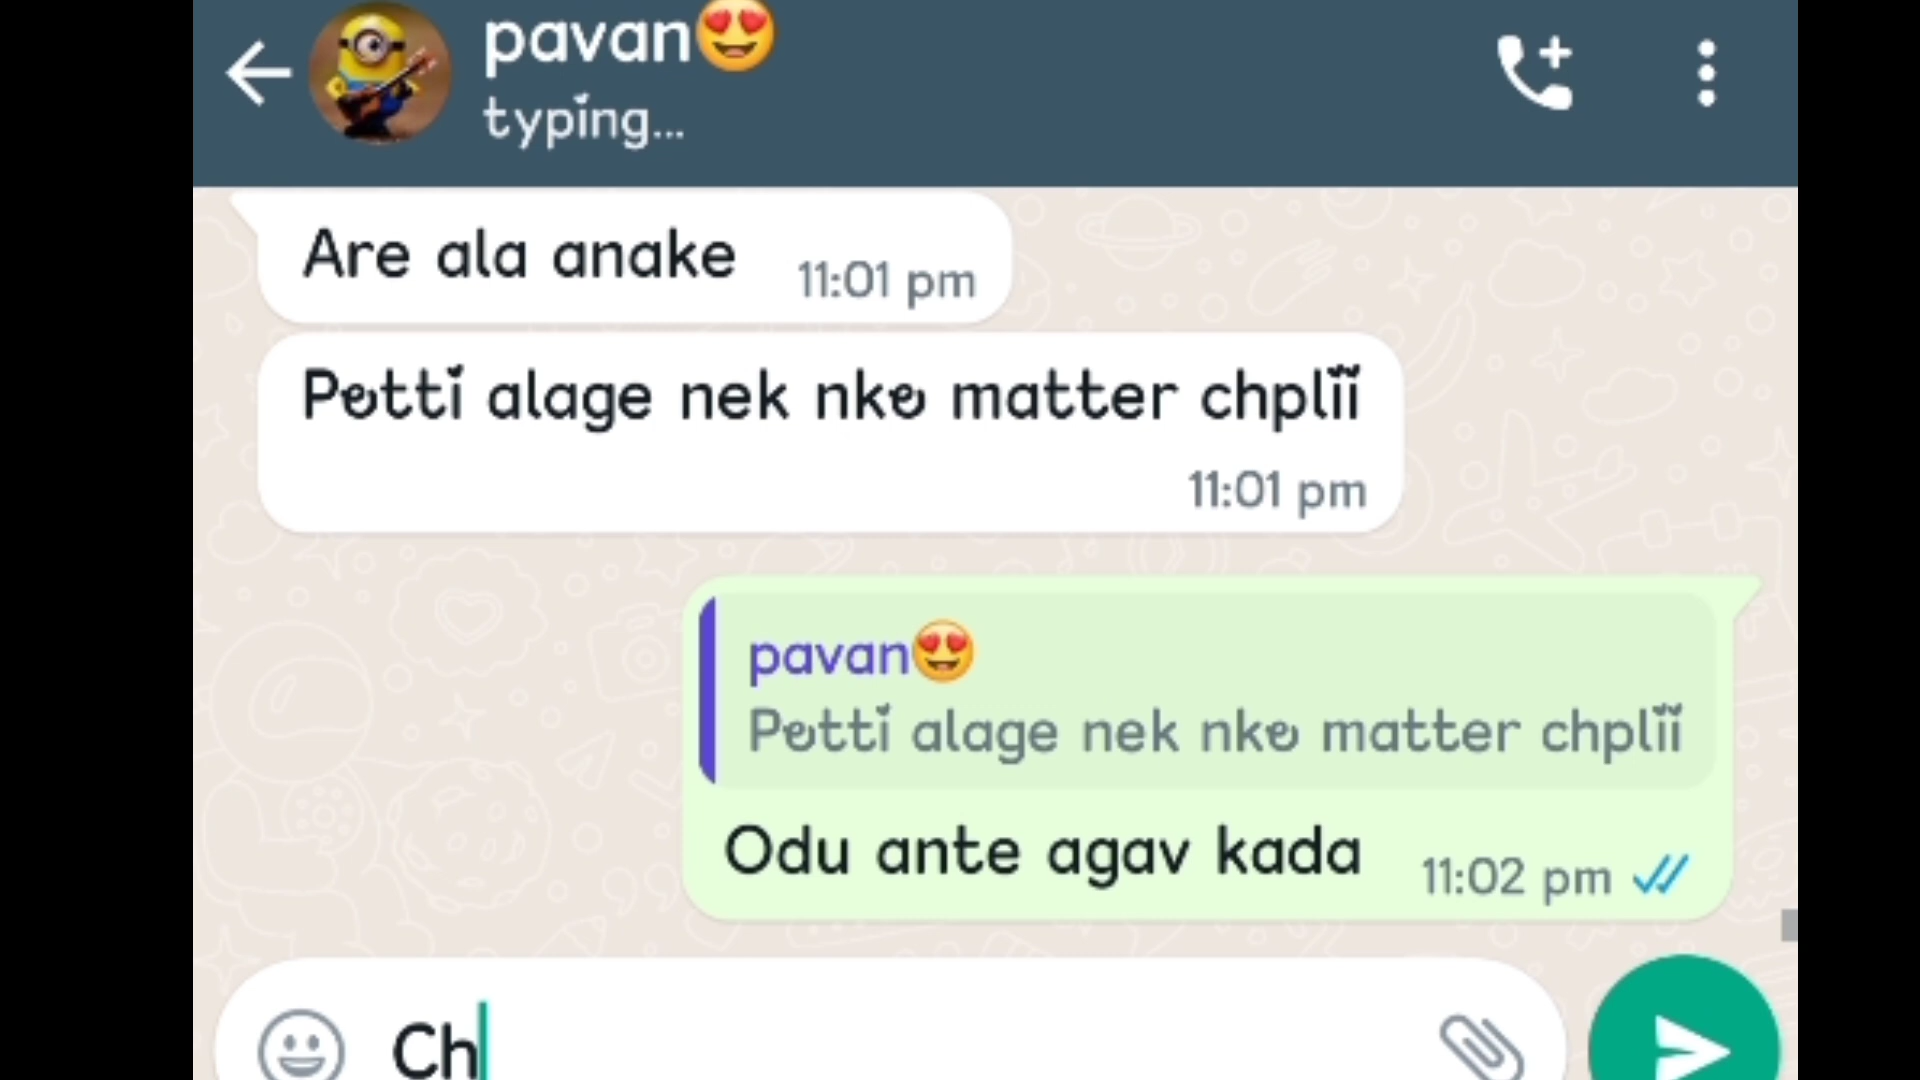 pavan😍
typing...
Are ala anake
11:01 pm
Petti alage nek nke matter chplii
11:01 pm
pavan😍
Petti alage nek nke matter chplii
Odu ante agav kada
11:02 pm
Ch